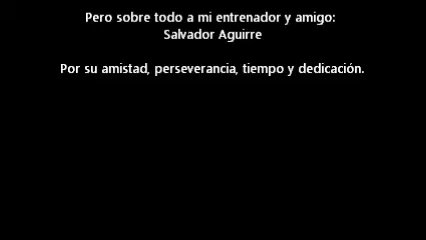 Pero sobre todo a mi entrenador y amigo:
Salvador Aguirre
Por su amistad, perseverancia, tiempo y dedicación.